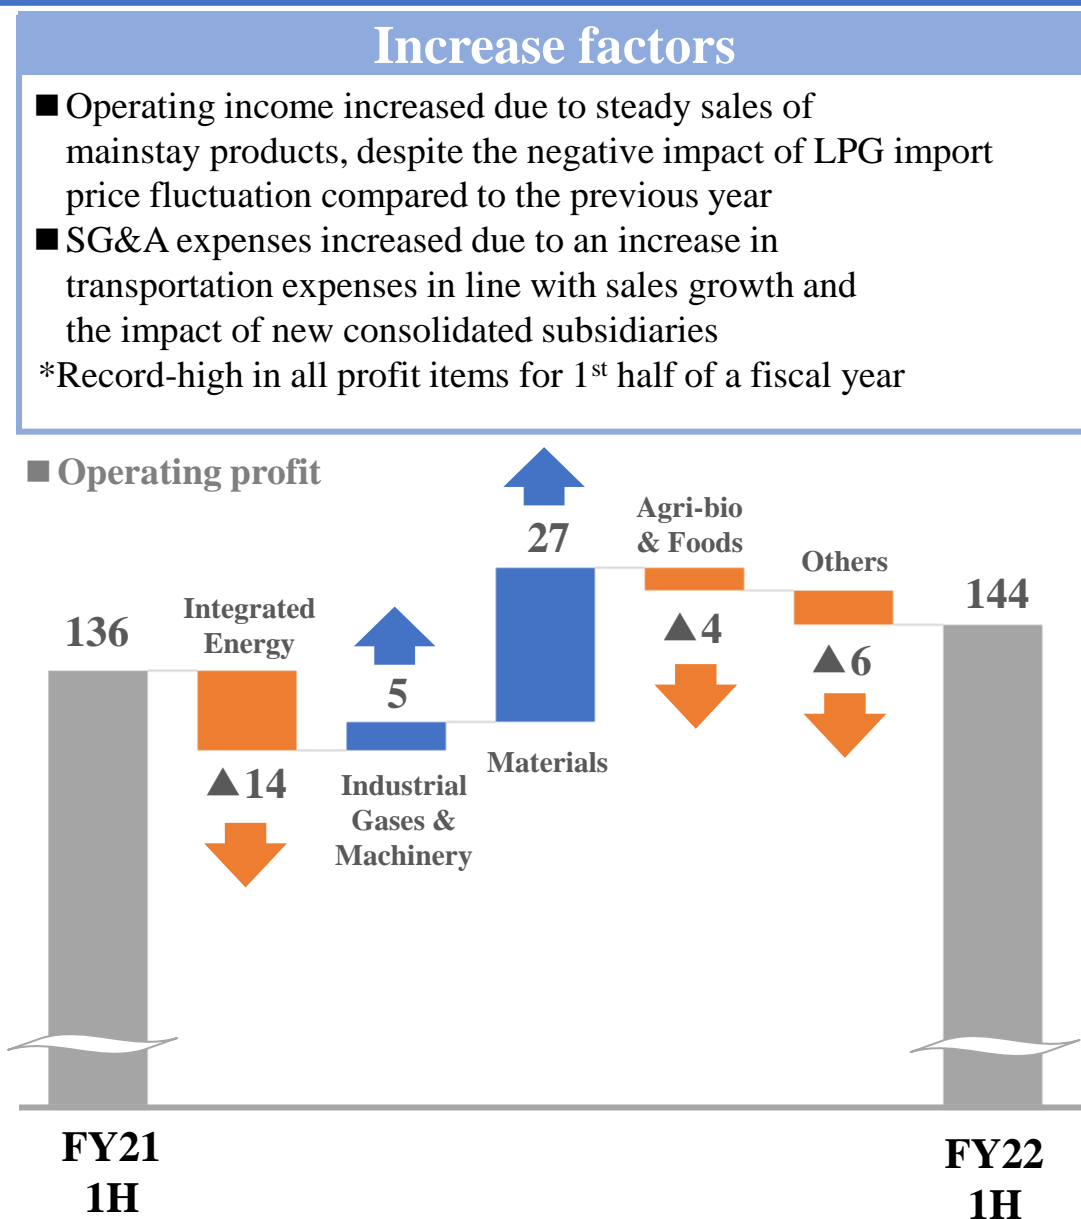 Increase factors
■ Operating income increased due to steady sales of
mainstay products, despite the negative impact of LPG import
price fluctuation compared to the previous year
■ SG&A expenses increased due to an increase in
transportation expenses in line with sales growth and
the impact of new consolidated subsidiaries
*Record-high in all profit items for 1st half of a fiscal year
■ Operating profit
136
Integrated
Energy
▲14
5
Industrial
Gases &
Machinery
27
Materials
Agri-bio
& Foods
▲4
Others
▲6
144
FY21
1H
FY22
1H